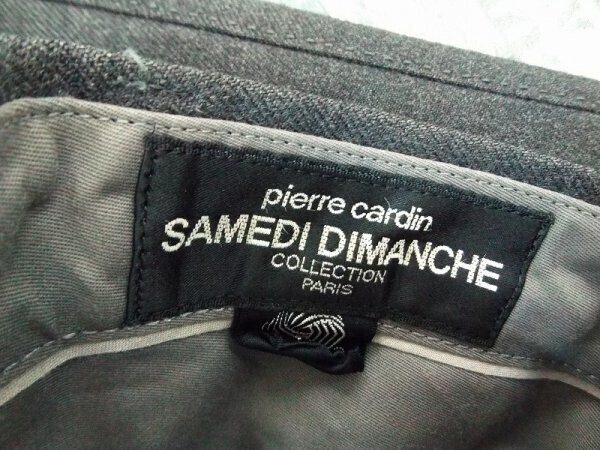 pierre cardin
SAMEDI DIMANCHE
COLLECTION
PARIS